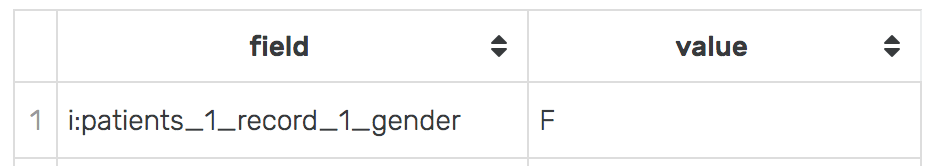 field value
1 i:patients_1_record_1_gender F